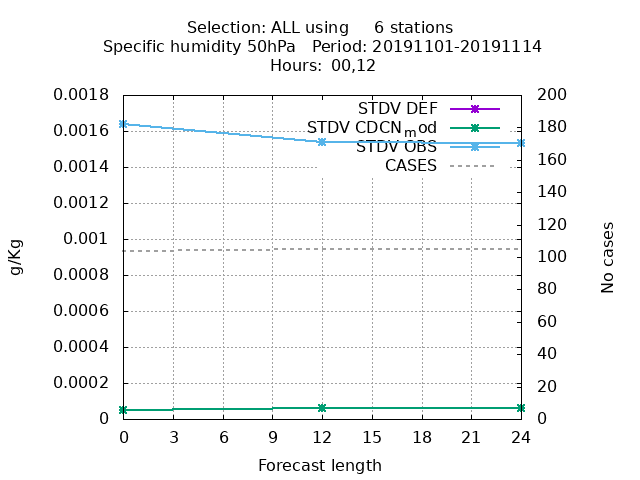 Selection: ALL using     6 stations
Specific humidity 50hPa   Period: 20191101-20191114
Hours: 00,12
0.0018
0.0016
0.0014
0.0012
0.001
0.0008
0.0006
0.0004
0.0002
0
g/Kg
STDV DEF
STDV CDCN_mod
STDV OBS
CASES
200
180
160
140
120
100
80
60
40
20
0
No cases
0 3 6 9 12 15 18 21 24
Forecast length